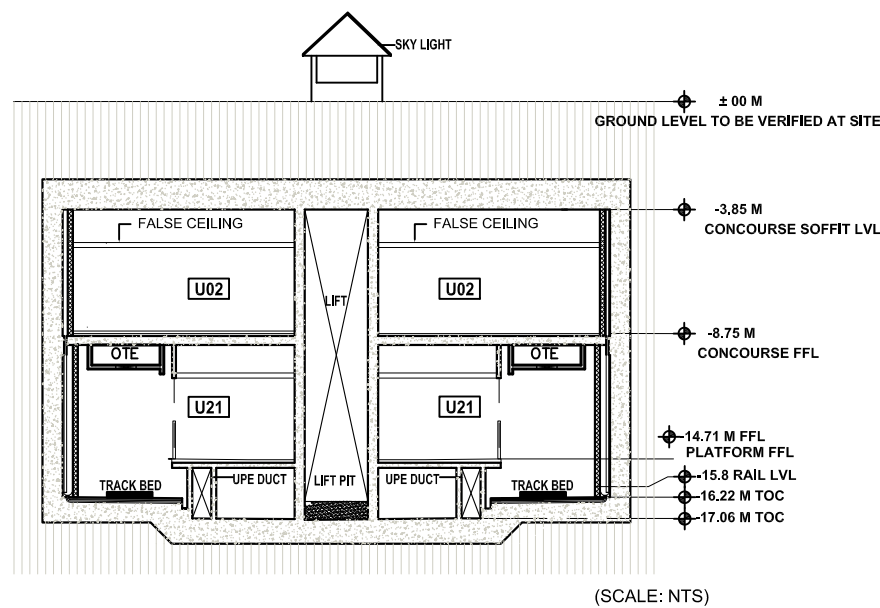 SKY LIGHT
± 00 M
GROUND LEVEL TO BE VERIFIED AT SITE
-3.85 M
CONCOURSE SOFFIT LVL
FALSE CEILING
FALSE CEILING
U02
U02
LIFT
-8.75 M
CONCOURSE FFL
OTE
OTE
U21
U21
-14.71 M FFL
PLATFORM FFL
TRACK BED
UPE DUCT
LIFT PIT
UPE DUCT
TRACK BED
-15.8 RAIL LVL
-16.22 M TOC
-17.06 M TOC
(SCALE: NTS)